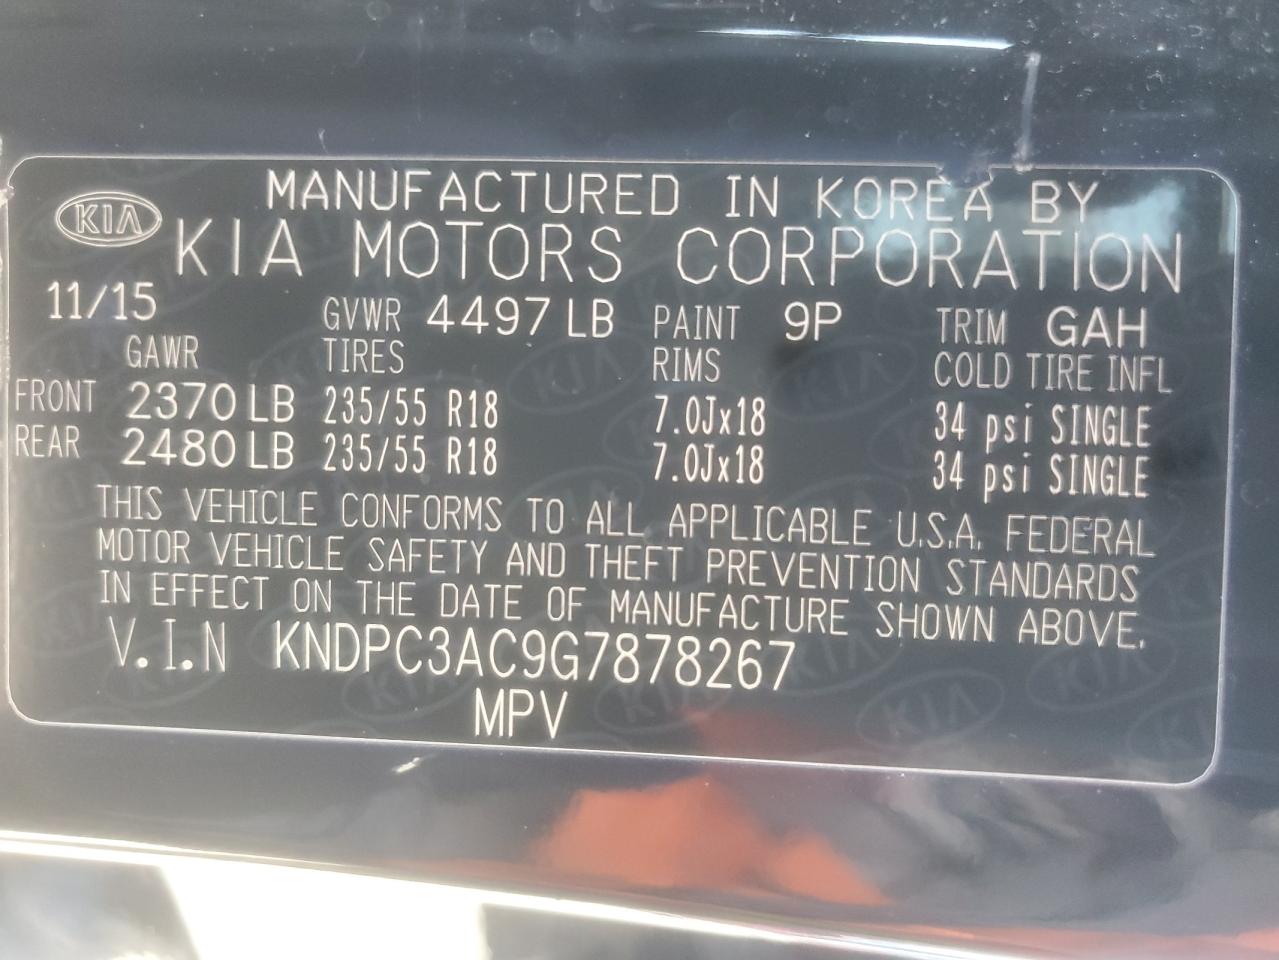 KIA
MANUFACTURED IN KOREA BY
KIA MOTORS CORPORATION
11/15 GVWR 4497 LB PAINT 9P TRIM GAH
GAWR TIRES RIMS COLD TIRE INFL
FRONT 2370 LB 235/55 R18 7.0Jx18 34 psi SINGLE
REAR 2480 LB 235/55 R18 7.0Jx18 34 psi SINGLE
THIS VEHICLE CONFORMS TO ALL APPLICABLE U.S.A. FEDERAL
MOTOR VEHICLE SAFETY AND THEFT PREVENTION STANDARDS
IN EFFECT ON THE DATE OF MANUFACTURE SHOWN ABOVE.
V.I.N KNDPC3AC9G7878267
MPV